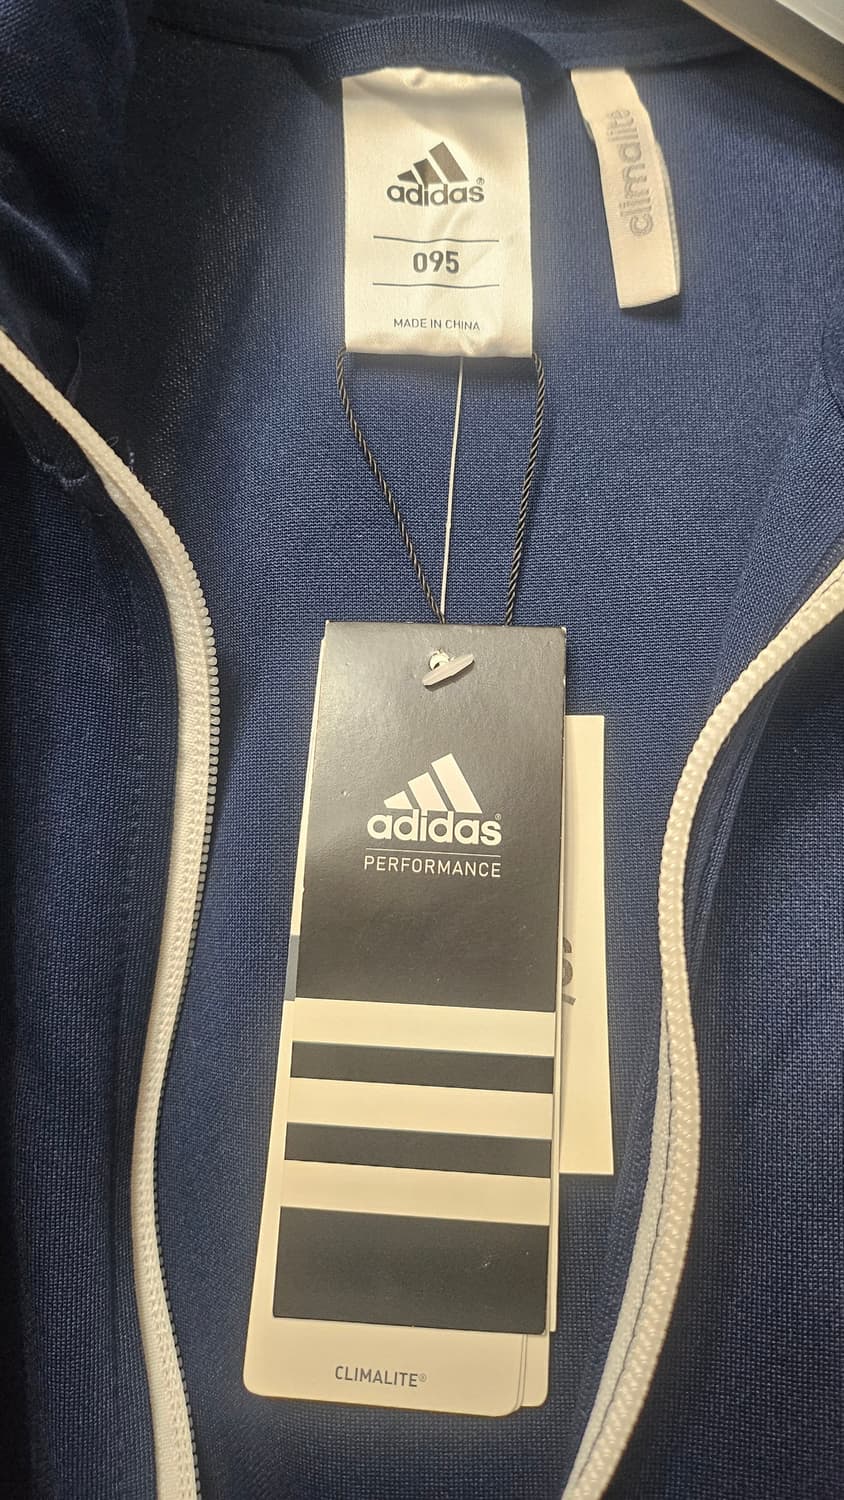 adidas®
095
MADE IN CHINA
climalite
adidas®
PERFORMANCE
CLIMALITE®